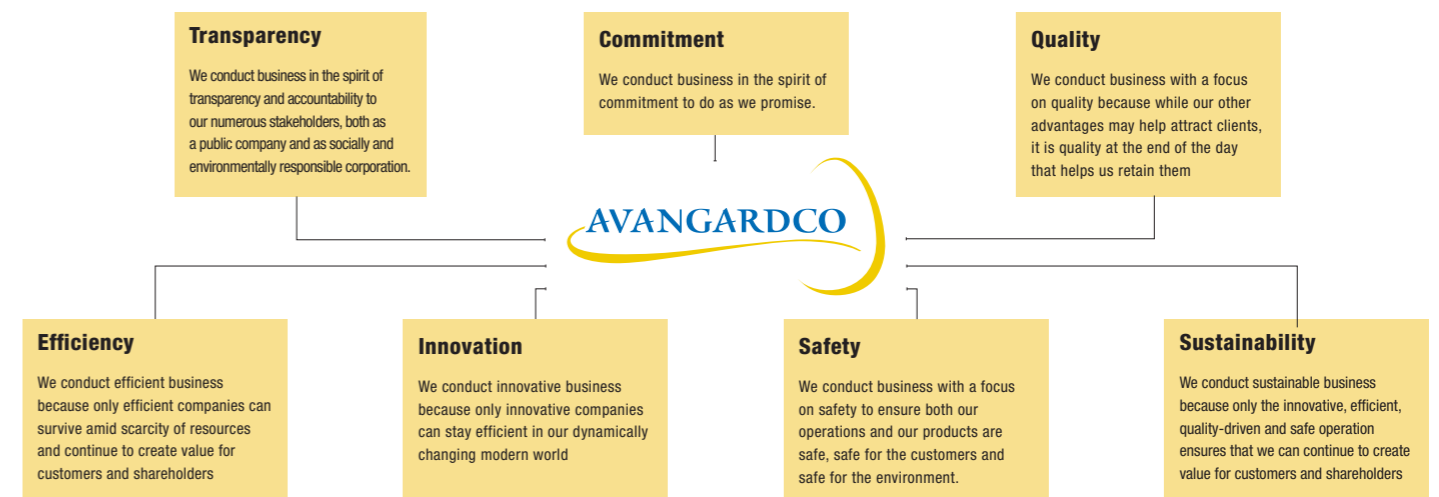 Transparency
We conduct business in the spirit of
transparency and accountability to
our numerous stakeholders, both as
a public company and as socially and
environmentally responsible corporation.
Commitment
We conduct business in the spirit of
commitment to do as we promise.
Quality
We conduct business with a focus
on quality because while our other
advantages may help attract clients,
it is quality at the end of the day
that helps us retain them
AVANGARDCO
Efficiency
We conduct efficient business
because only efficient companies can
survive amid scarcity of resources
and continue to create value for
customers and shareholders
Innovation
We conduct innovative business
because only innovative companies
can stay efficient in our dynamically
changing modern world
Safety
We conduct business with a focus
on safety to ensure both our
operations and our products are
safe, safe for the customers and
safe for the environment.
Sustainability
We conduct sustainable business
because only the innovative, efficient,
quality-driven and safe operation
ensures that we can continue to create
value for customers and shareholders